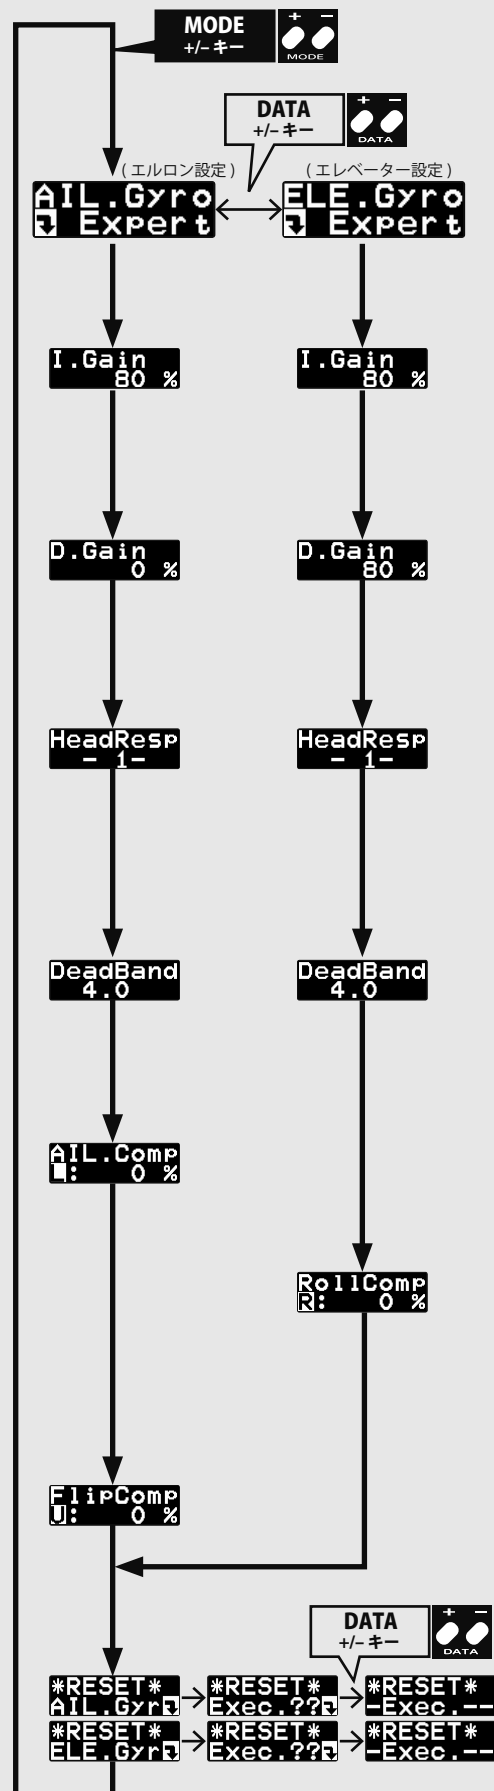 MODE
+/– キー
+ –
MODE
DATA
+/– キー
+ –
DATA
( エルロン設定 )
( エレベーター設定 )
AIL.Gyro
Expert
ELE.Gyro
Expert
I.Gain
80 %
I.Gain
80 %
D.Gain
0 %
D.Gain
80 %
HeadResp
- 1-
HeadResp
- 1-
DeadBand
4.0
DeadBand
4.0
AIL.Comp
L: 0 %
RollComp
R: 0 %
FlipComp
U: 0 %
DATA
+/– キー
+ –
DATA
*RESET*
AIL.Gyr
*RESET*
Exec.??
*RESET*
-Exec.--
*RESET*
ELE.Gyr
*RESET*
Exec.??
*RESET*
-Exec.--